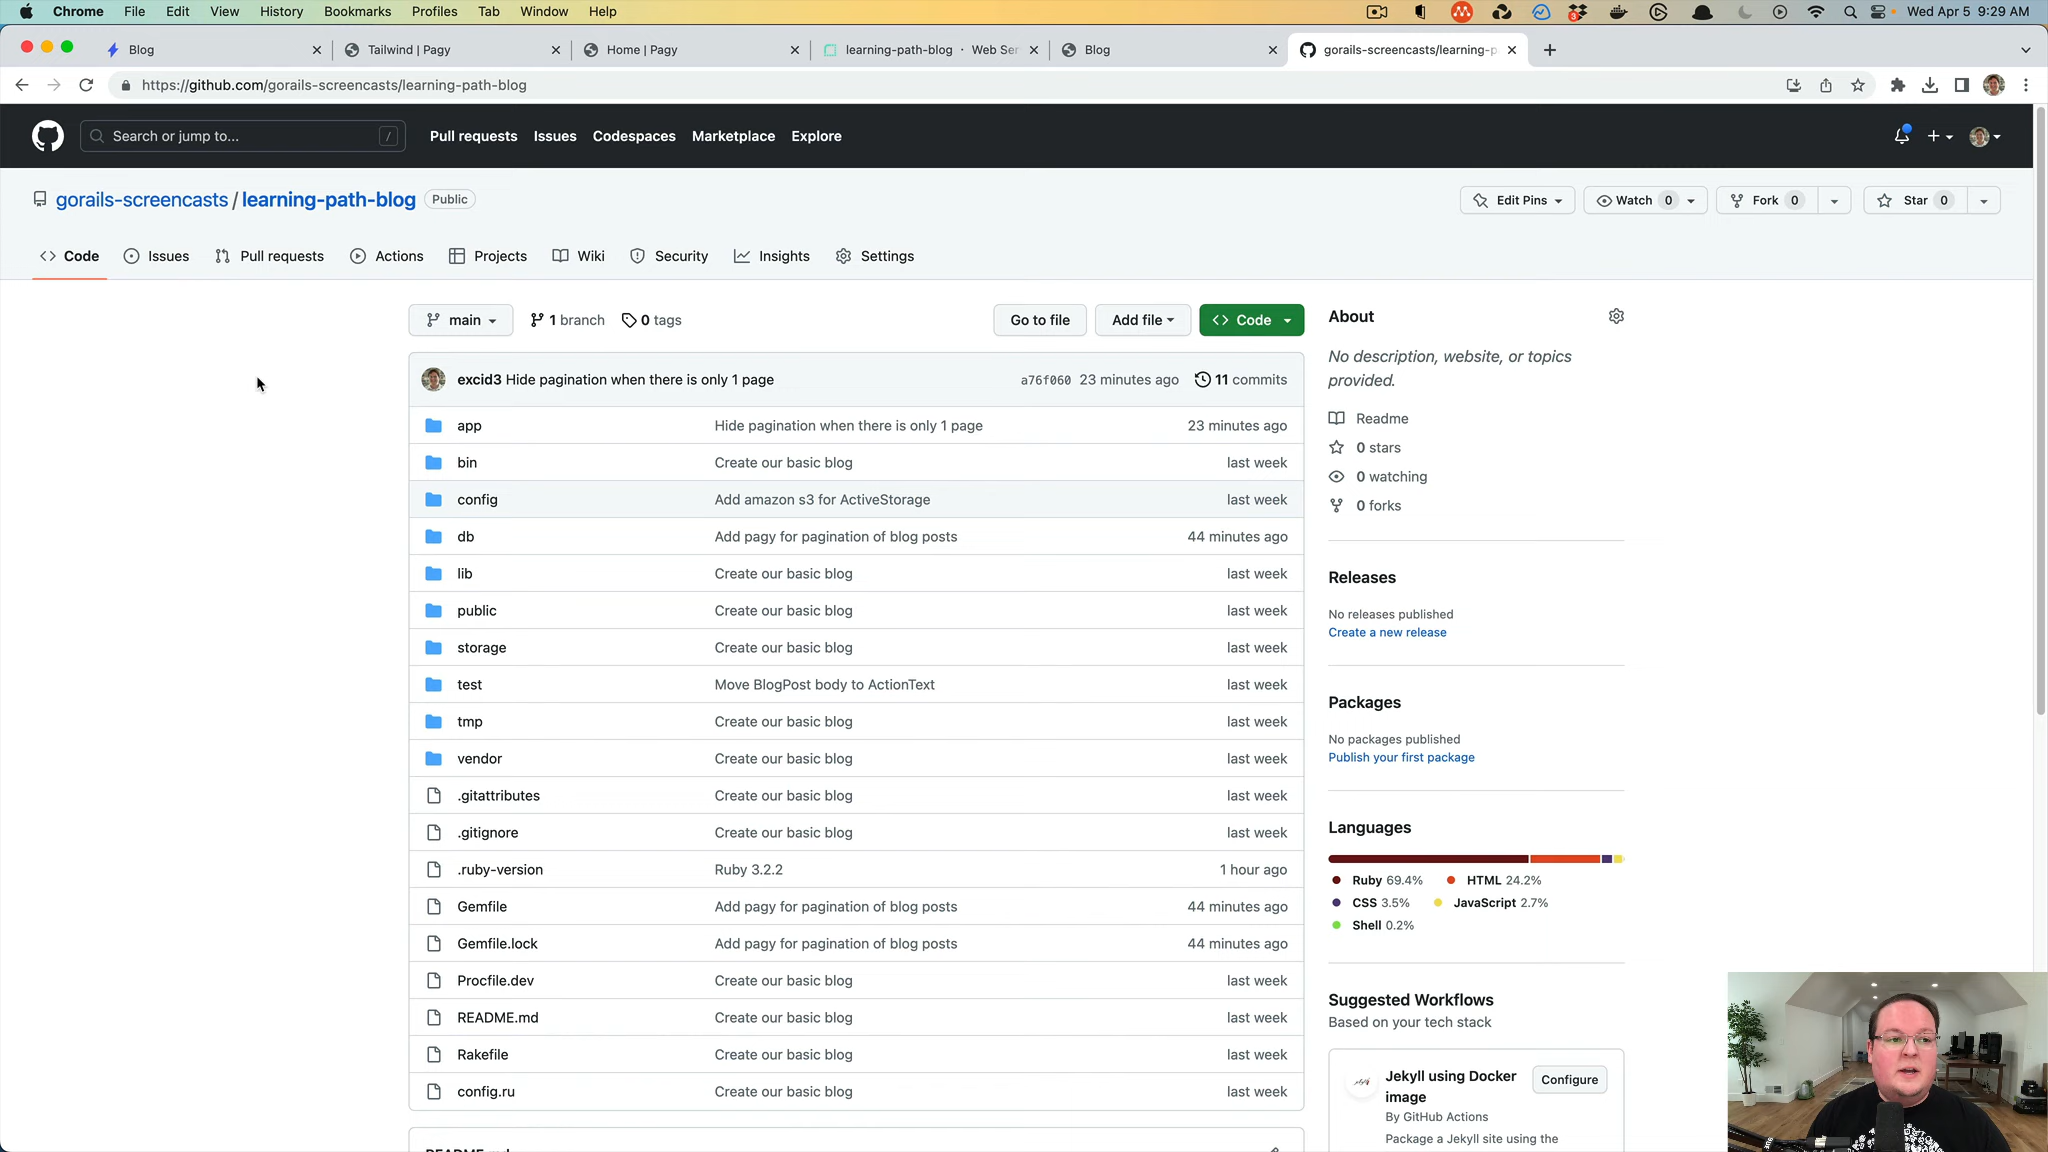 Chrome File Edit View History Bookmarks Profiles Tab Window Help 3 Wed Apr 5 9:29 AM
Blog Tailwind | Pagy Home | Pagy learning-path-blog · Web Ser Blog gorails-screencasts/learning-p
https://github.com/gorails-screencasts/learning-path-blog
Search or jump to... / Pull requests Issues Codespaces Marketplace Explore
gorails-screencasts / learning-path-blog Public Edit Pins Watch 0 Fork 0 Star 0
Code Issues Pull requests Actions Projects Wiki Security Insights Settings
main 1 branch 0 tags Go to file Add file Code
excid3 Hide pagination when there is only 1 page a76f060 23 minutes ago 11 commits
app Hide pagination when there is only 1 page 23 minutes ago
bin Create our basic blog last week
config Add amazon s3 for ActiveStorage last week
db Add pagy for pagination of blog posts 44 minutes ago
lib Create our basic blog last week
public Create our basic blog last week
storage Create our basic blog last week
test Move BlogPost body to ActionText last week
tmp Create our basic blog last week
vendor Create our basic blog last week
.gitattributes Create our basic blog last week
.gitignore Create our basic blog last week
.ruby-version Ruby 3.2.2 1 hour ago
Gemfile Add pagy for pagination of blog posts 44 minutes ago
Gemfile.lock Add pagy for pagination of blog posts 44 minutes ago
Procfile.dev Create our basic blog last week
README.md Create our basic blog last week
Rakefile Create our basic blog last week
config.ru Create our basic blog last week
README.md
About
No description, website, or topics
provided.
Readme
0 stars
0 watching
0 forks
Releases
No releases published
Create a new release
Packages
No packages published
Publish your first package
Languages
Ruby 69.4% HTML 24.2%
CSS 3.5% JavaScript 2.7%
Shell 0.2%
Suggested Workflows
Based on your tech stack
Jekyll using Docker Configure
image
By GitHub Actions
Package a Jekyll site using the